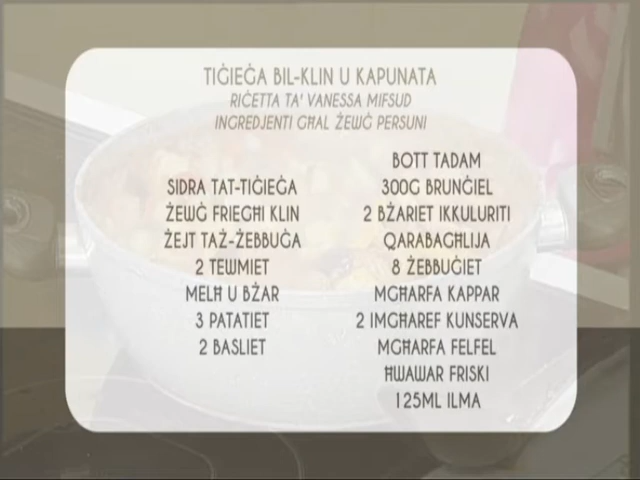 TIĠIEĠA BIL-KLIN U KAPUNATA
RIĊETTA TA' VANESSA MIFSUD
INGREDJENTI GĦAL ŻEWĠ PERSUNI
SIDRA TAT-TIĠIEĠA
ŻEWĠ FRIEGĦI KLIN
ŻEJT TAŻ-ŻEBBUĠA
2 TEWMIET
MELĦ U BŻAR
3 PATATIET
2 BASLIET
BOTT TADAM
300G BRUNĠIEL
2 BŻARIET IKKULURITI
QARABAGĦLIJA
8 ŻEBBUĠIET
MGĦARFA KAPPAR
2 IMGĦAREF KUNSERVA
MGĦARFA FELFEL
ĦWAWAR FRISKI
125ML ILMA